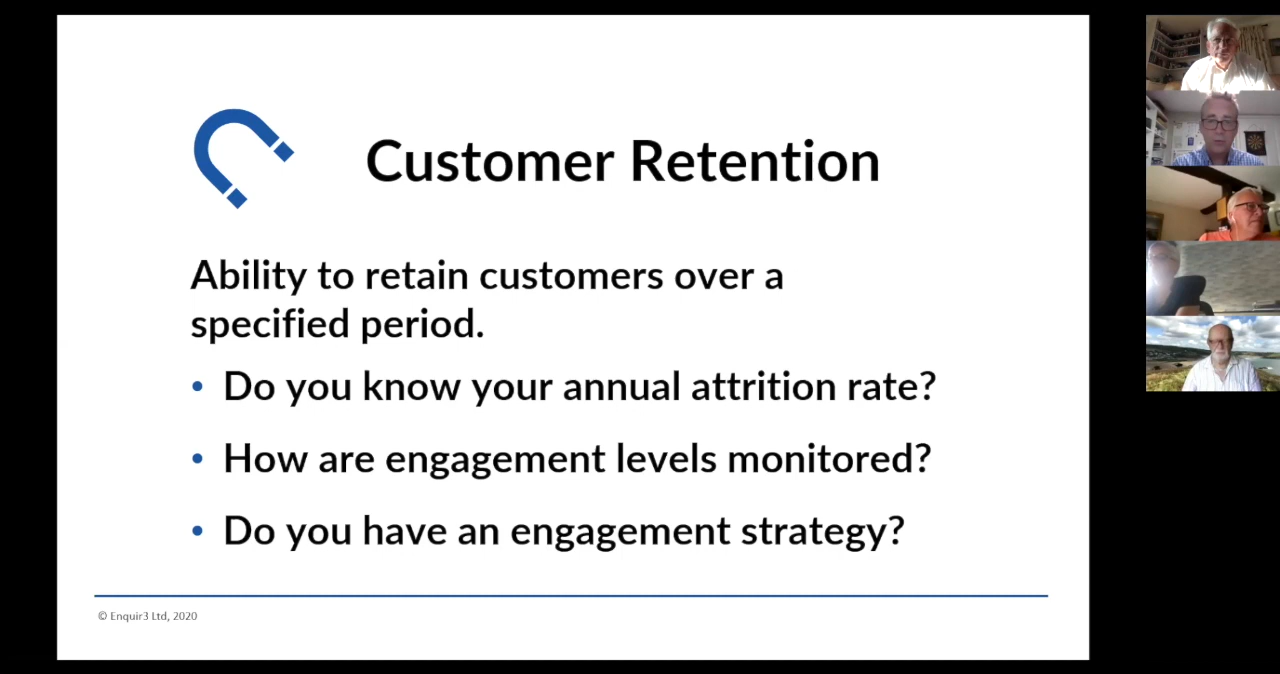 Customer Retention
Ability to retain customers over a
specified period.
• Do you know your annual attrition rate?
• How are engagement levels monitored?
• Do you have an engagement strategy?
© Enquir3 Ltd, 2020